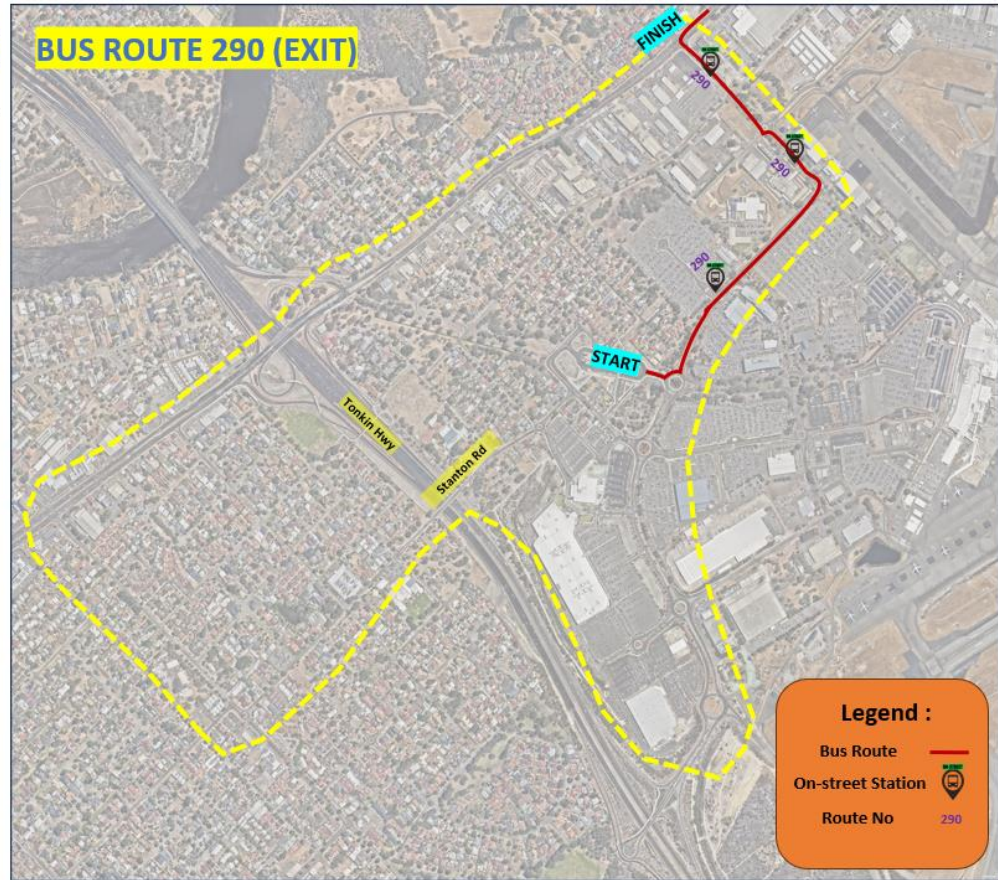 BUS ROUTE 290 (EXIT)
FINISH
290
290
290
START
Tonkin Hwy
Stanton Rd
Legend :
Bus Route
On-street Station
Route No 290